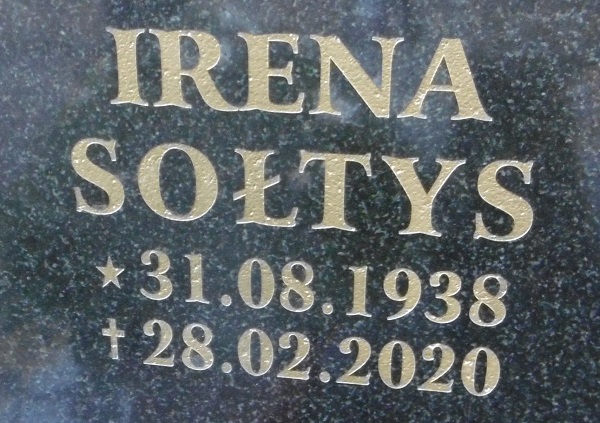 IRENA
SOŁTYS
★ 31.08.1938
✝ 28.02.2020